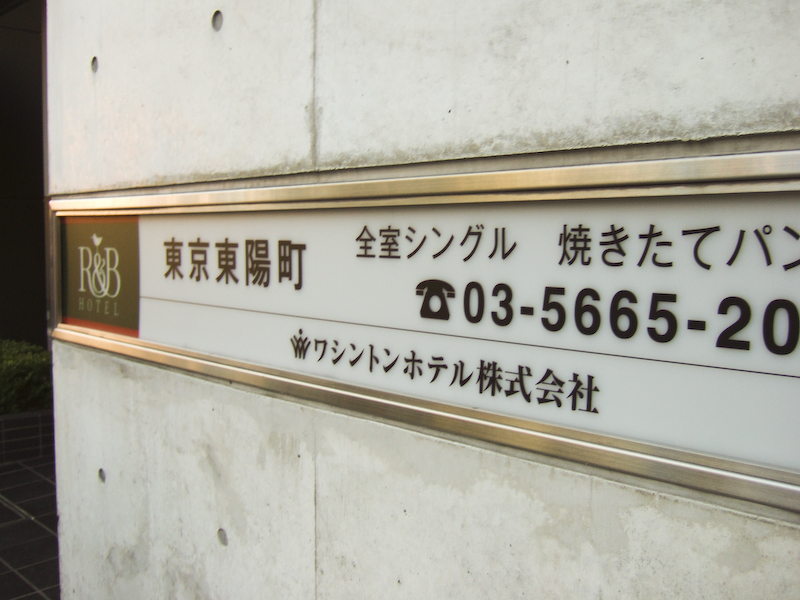 R&B
HOTEL
東京東陽町
全室シングル 焼きたてパン
☎03-5665-20
ワシントンホテル株式会社